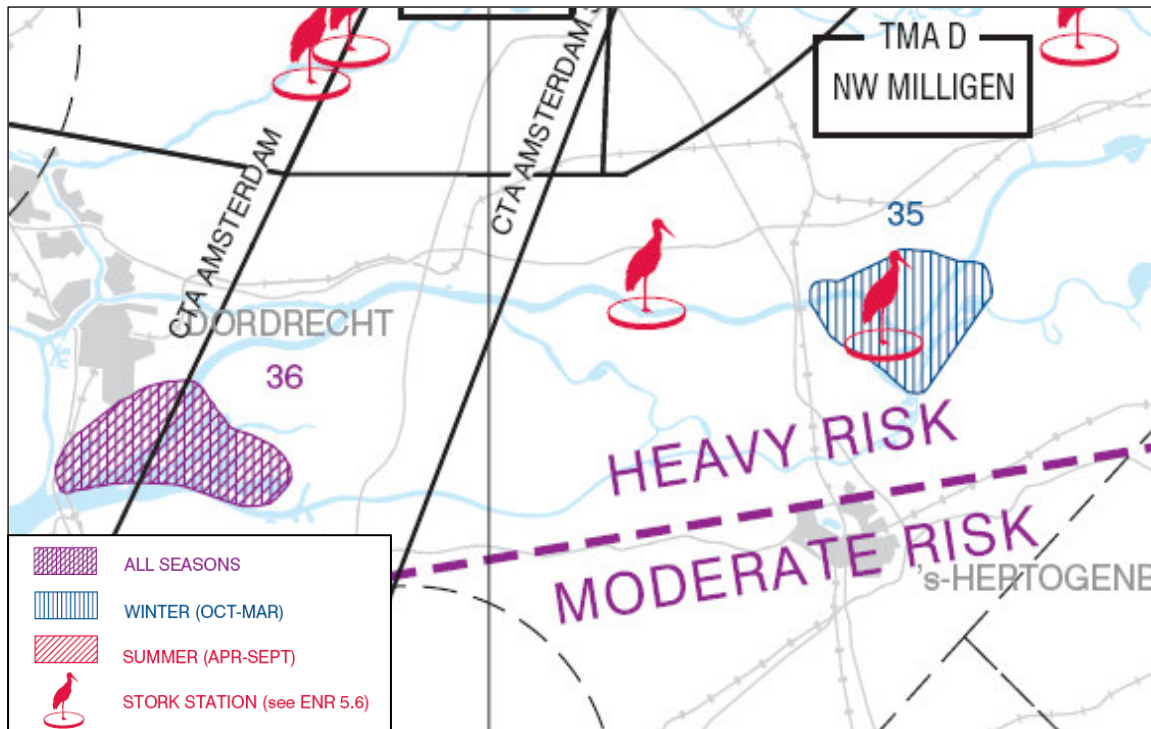 TMA D
NW MILLIGEN
CTA AMSTERDAM
CTA AMSTERDAM
35
DORDRECHT
36
HEAVY RISK
MODERATE RISK
's-HERTOGENB
ALL SEASONS
WINTER (OCT-MAR)
SUMMER (APR-SEPT)
STORK STATION (see ENR 5.6)